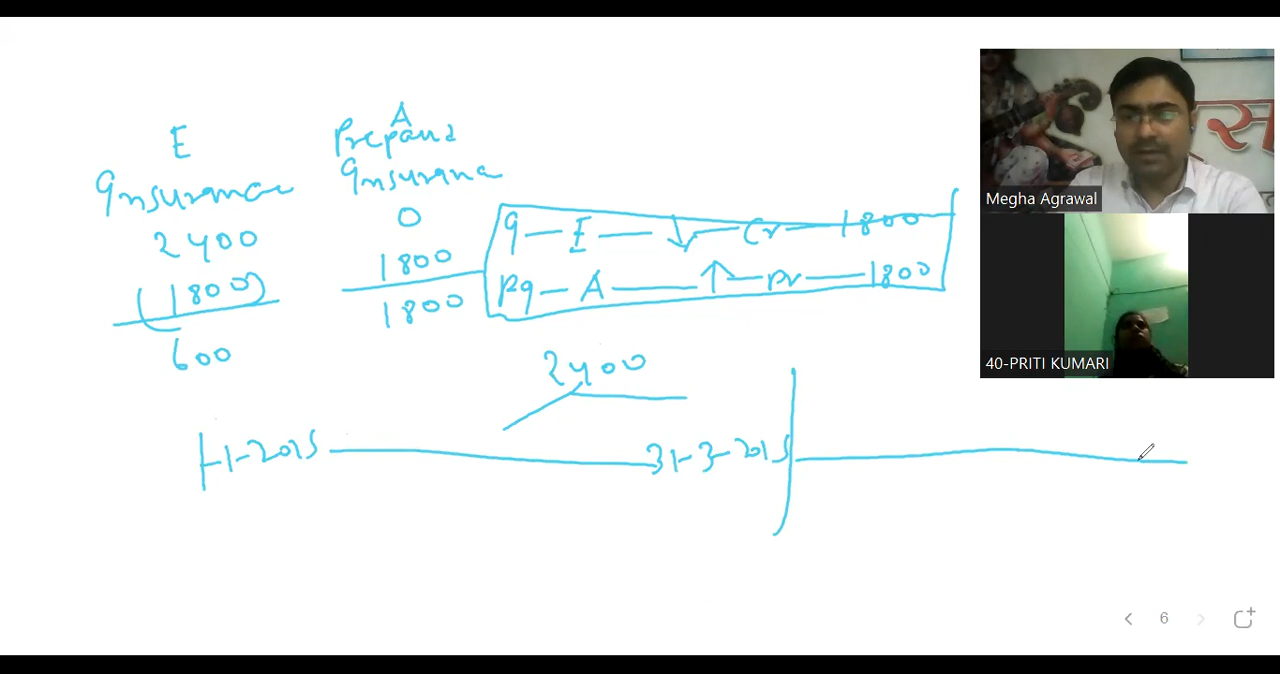 E
Insurance
2400
(1800)
600
A
Prepaid
Insurance
0
1800
1800
I — E — ↓ — Cr — 1800
PI — A — ↑ — Dr — 1800
2400
1-1-2015 — 31-3-2015
Megha Agrawal
40-PRITI KUMARI
6